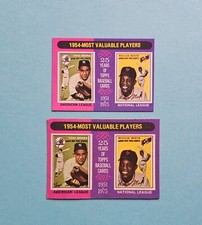 1954-MOST VALUABLE PLAYERS
25
YEARS
OF
TOPPS
BASEBALL
CARDS
1951
1975
AMERICAN LEAGUE
NATIONAL LEAGUE
1954-MOST VALUABLE PLAYERS
25
YEARS
OF
TOPPS
BASEBALL
CARDS
1951
1975
AMERICAN LEAGUE
NATIONAL LEAGUE